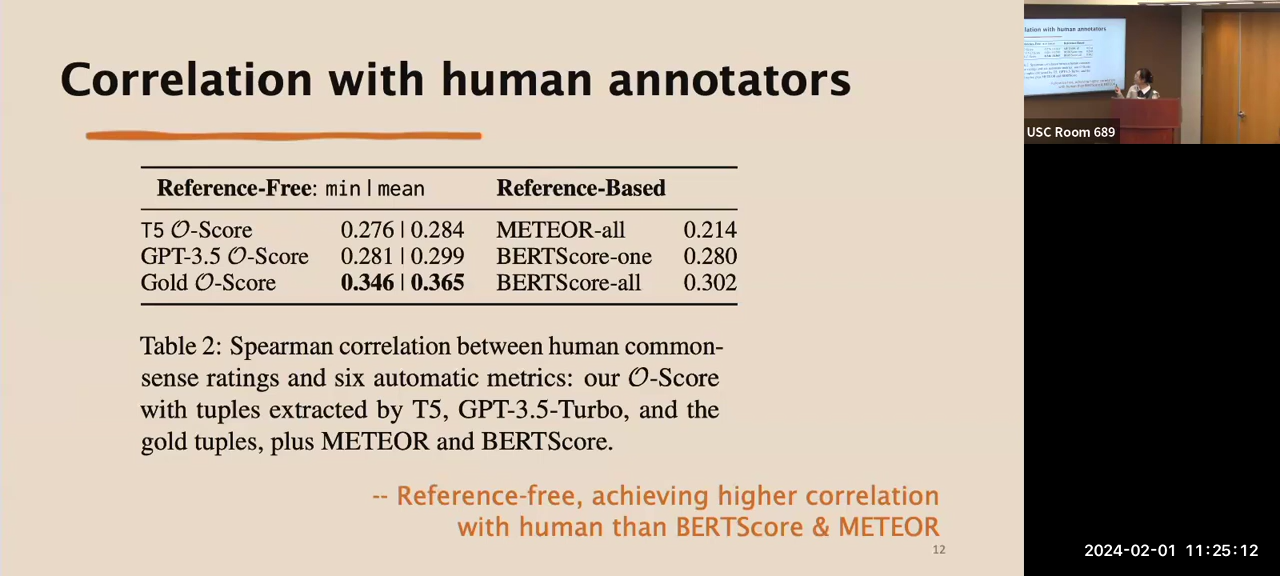 Correlation with human annotators
Reference-Free: min | mean Reference-Based
T5 𝒪-Score 0.276 | 0.284 METEOR-all 0.214
GPT-3.5 𝒪-Score 0.281 | 0.299 BERTScore-one 0.280
Gold 𝒪-Score 0.346 | 0.365 BERTScore-all 0.302
Table 2: Spearman correlation between human common-
sense ratings and six automatic metrics: our 𝒪-Score
with tuples extracted by T5, GPT-3.5-Turbo, and the
gold tuples, plus METEOR and BERTScore.
-- Reference-free, achieving higher correlation
with human than BERTScore & METEOR
12
lation with human annotators
USC Room 689
2024-02-01 11:25:12